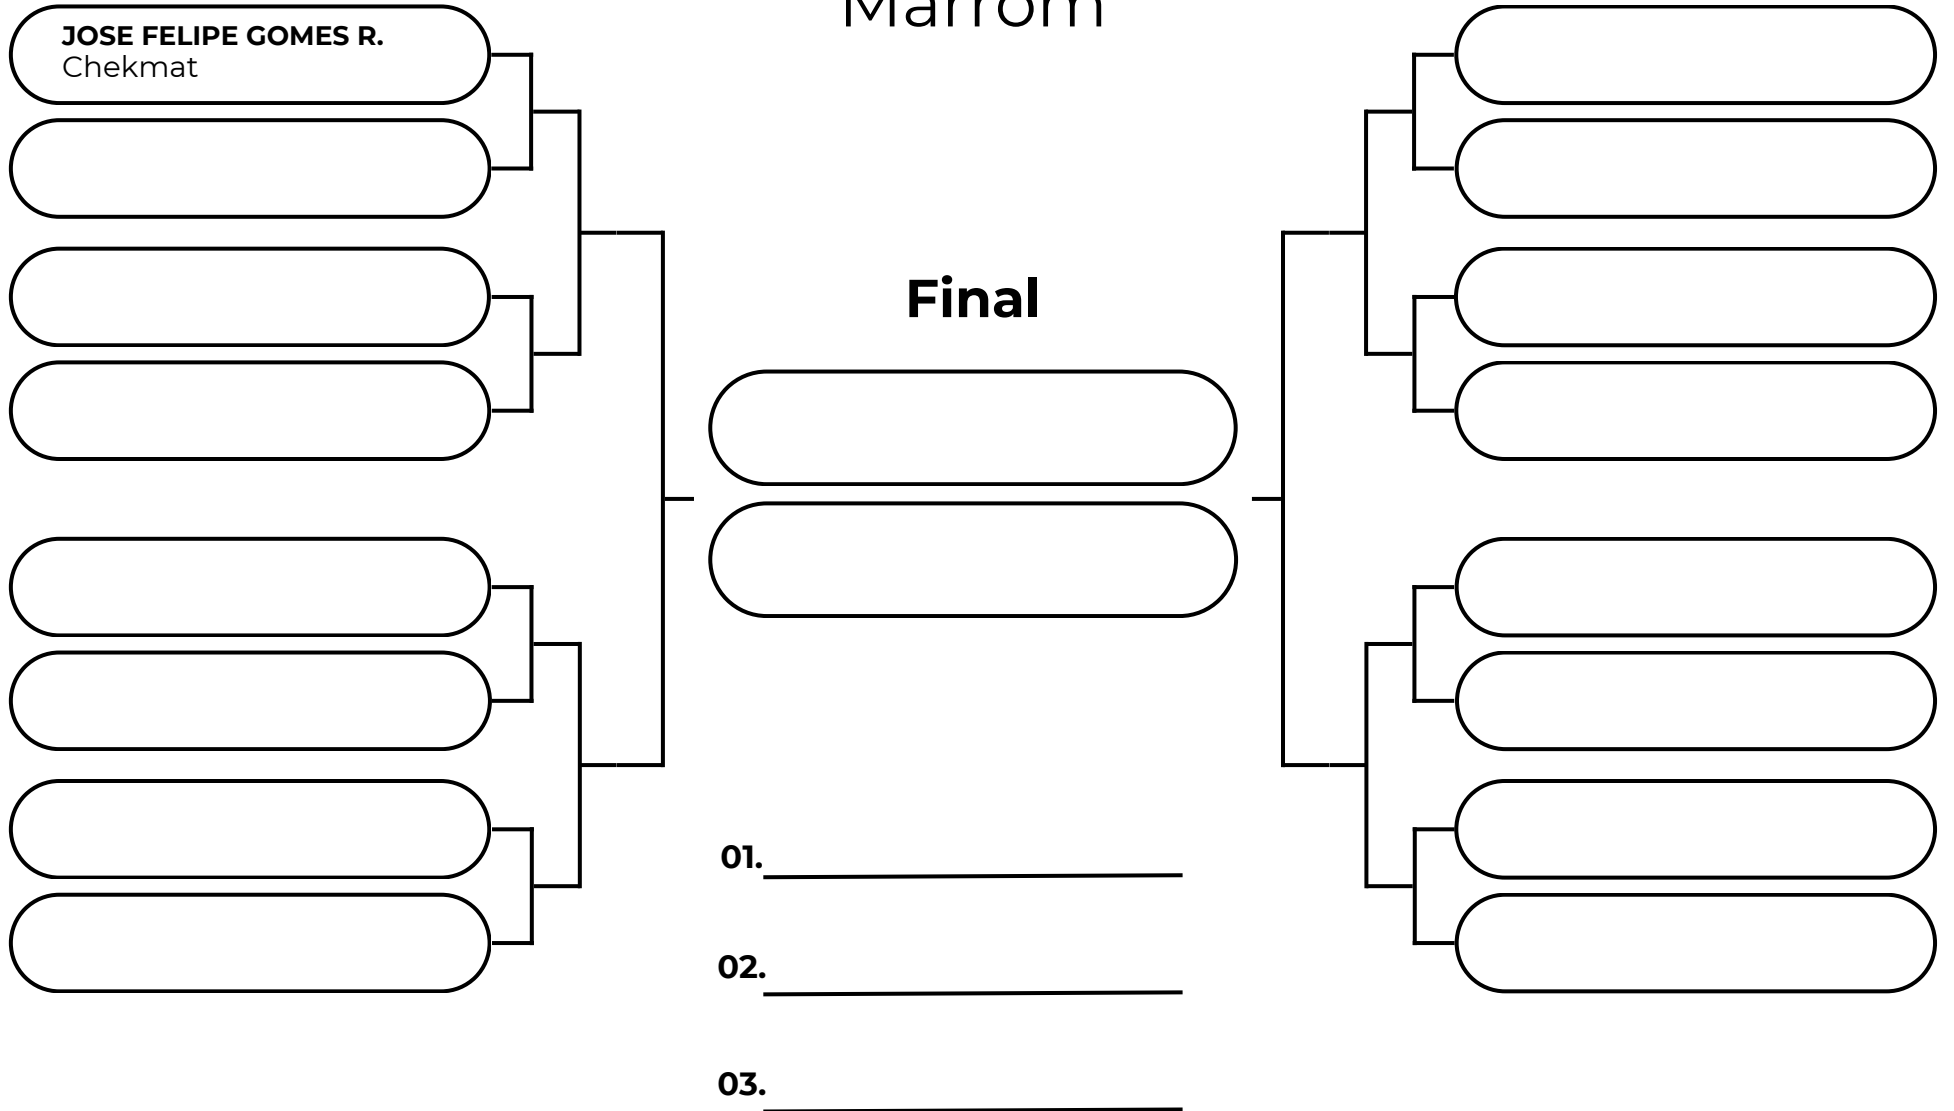 Marrom
JOSE FELIPE GOMES R.
Chekmat
Final
01.
02.
03.